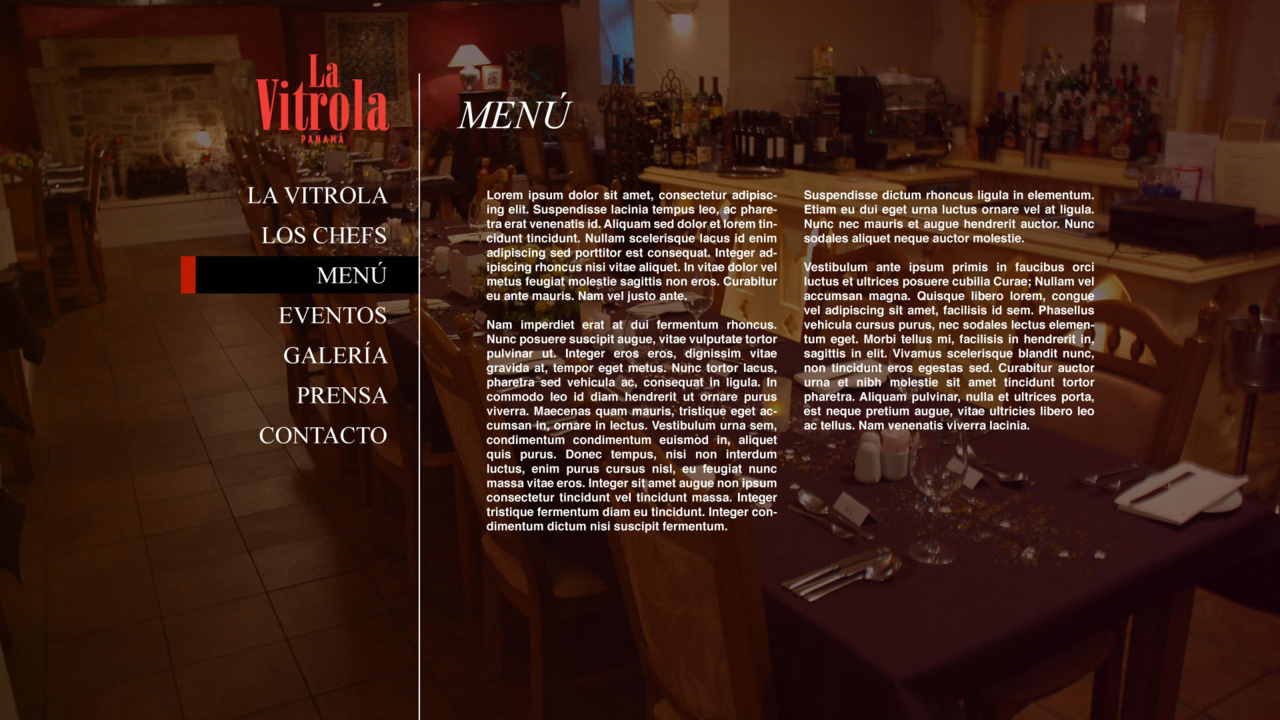 La
Vitrola
PANAMÁ
LA VITROLA
LOS CHEFS
MENÚ
EVENTOS
GALERÍA
PRENSA
CONTACTO
MENÚ
Lorem ipsum dolor sit amet, consectetur adipisc-
ing elit. Suspendisse lacinia tempus leo, ac phare-
tra erat venenatis id. Aliquam sed dolor et lorem tin-
cidunt tincidunt. Nullam scelerisque lacus id enim
adipiscing sed porttitor est consequat. Integer ad-
ipiscing rhoncus nisi vitae aliquet. In vitae dolor vel
metus feugiat molestie sagittis non eros. Curabitur
eu ante mauris. Nam vel justo ante.
Nam imperdiet erat at dui fermentum rhoncus.
Nunc posuere suscipit augue, vitae vulputate tortor
pulvinar ut. Integer eros eros, dignissim vitae
gravida at, tempor eget metus. Nunc tortor lacus,
pharetra sed vehicula ac, consequat in ligula. In
commodo leo id diam hendrerit ut ornare purus
viverra. Maecenas quam mauris, tristique eget ac-
cumsan in, ornare in lectus. Vestibulum urna sem,
condimentum condimentum euismod in, aliquet
quis purus. Donec tempus, nisi non interdum
luctus, enim purus cursus nisl, eu feugiat nunc
massa vitae eros. Integer sit amet augue non ipsum
consectetur tincidunt vel tincidunt massa. Integer
tristique fermentum diam eu tincidunt. Integer con-
dimentum dictum nisi suscipit fermentum.
Suspendisse dictum rhoncus ligula in elementum.
Etiam eu dui eget urna luctus ornare vel at ligula.
Nunc nec mauris et augue hendrerit auctor. Nunc
sodales aliquet neque auctor molestie.
Vestibulum ante ipsum primis in faucibus orci
luctus et ultrices posuere cubilia Curae; Nullam vel
accumsan magna. Quisque libero lorem, congue
vel adipiscing sit amet, facilisis id sem. Phasellus
vehicula cursus purus, nec sodales lectus elemen-
tum eget. Morbi tellus mi, facilisis in hendrerit in,
sagittis in elit. Vivamus scelerisque blandit nunc,
non tincidunt eros egestas sed. Curabitur auctor
urna et nibh molestie sit amet tincidunt tortor
pharetra. Aliquam pulvinar, nulla et ultrices porta,
est neque pretium augue, vitae ultricies libero leo
ac tellus. Nam venenatis viverra lacinia.